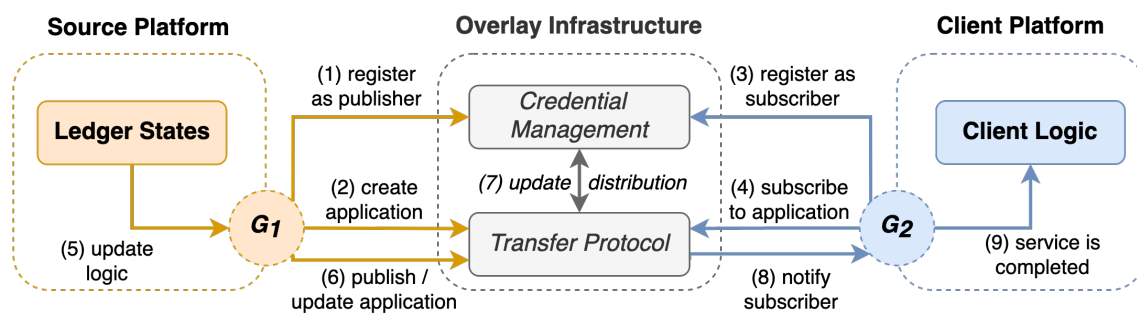 Source Platform
Overlay Infrastructure
Client Platform
(1) register
as publisher
(3) register as
subscriber
Credential
Management
Ledger States
Client Logic
(2) create
application
(7) update distribution
(4) subscribe
to application
G1
G2
Transfer Protocol
(5) update
logic
(6) publish /
update application
(8) notify
subscriber
(9) service is
completed